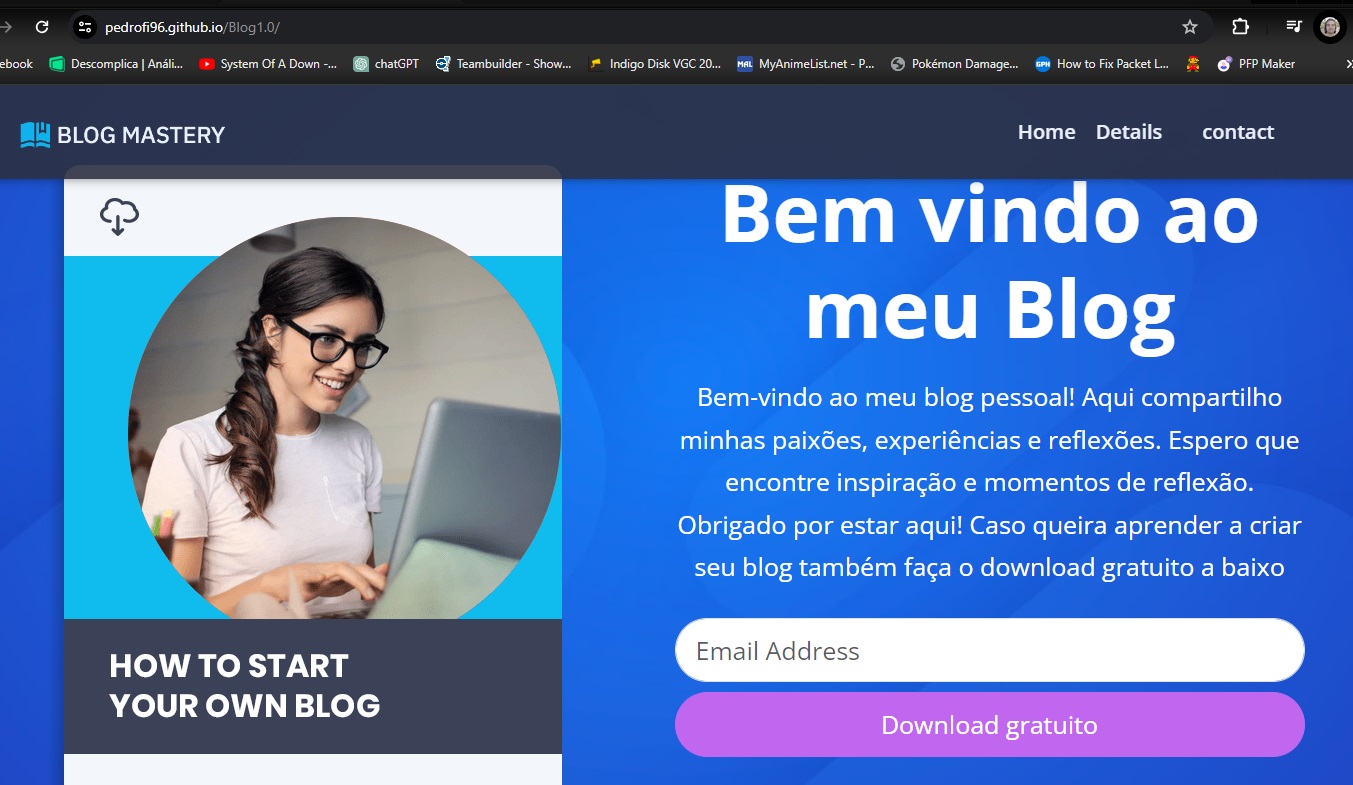 pedrofi96.github.io/Blog1.0/
ebook Descomplica | Análi... System Of A Down -... chatGPT Teambuilder - Show... Indigo Disk VGC 20... MyAnimeList.net - P... Pokémon Damage... How to Fix Packet L... PFP Maker
BLOG MASTERY
Home Details contact
Bem vindo ao
meu Blog
Bem-vindo ao meu blog pessoal! Aqui compartilho
minhas paixões, experiências e reflexões. Espero que
encontre inspiração e momentos de reflexão.
Obrigado por estar aqui! Caso queira aprender a criar
seu blog também faça o download gratuito a baixo
Email Address
Download gratuito
HOW TO START
YOUR OWN BLOG